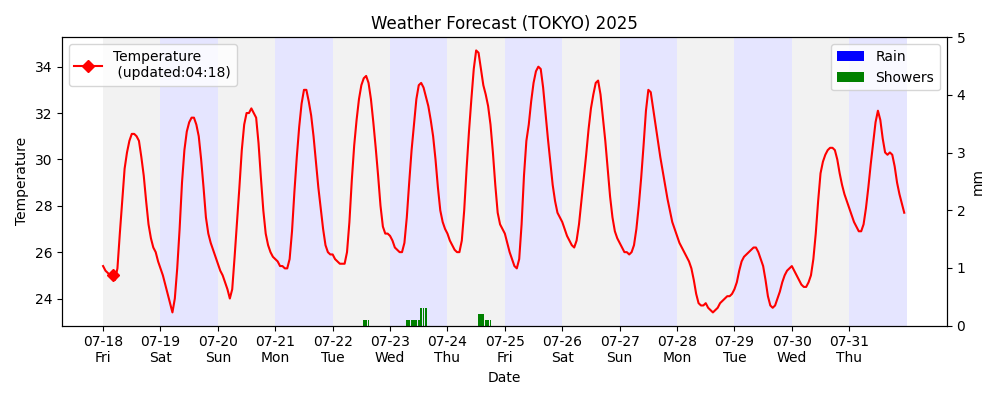 Weather Forecast (TOKYO) 2025
Temperature
(updated:04:18)
Rain
Showers
34
32
30
28
26
24
Temperature
5
4
3
2
1
0
mm
07-18 07-19 07-20 07-21 07-22 07-23 07-24 07-25 07-26 07-27 07-28 07-29 07-30 07-31
Fri Sat Sun Mon Tue Wed Thu Fri Sat Sun Mon Tue Wed Thu
Date